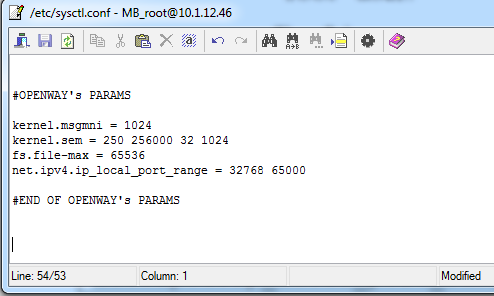 /etc/sysctl.conf - MB_root@10.1.12.46
#OPENWAY's PARAMS
kernel.msgmni = 1024
kernel.sem = 250 256000 32 1024
fs.file-max = 65536
net.ipv4.ip_local_port_range = 32768 65000
#END OF OPENWAY's PARAMS
Line: 54/53 Column: 1 Modified